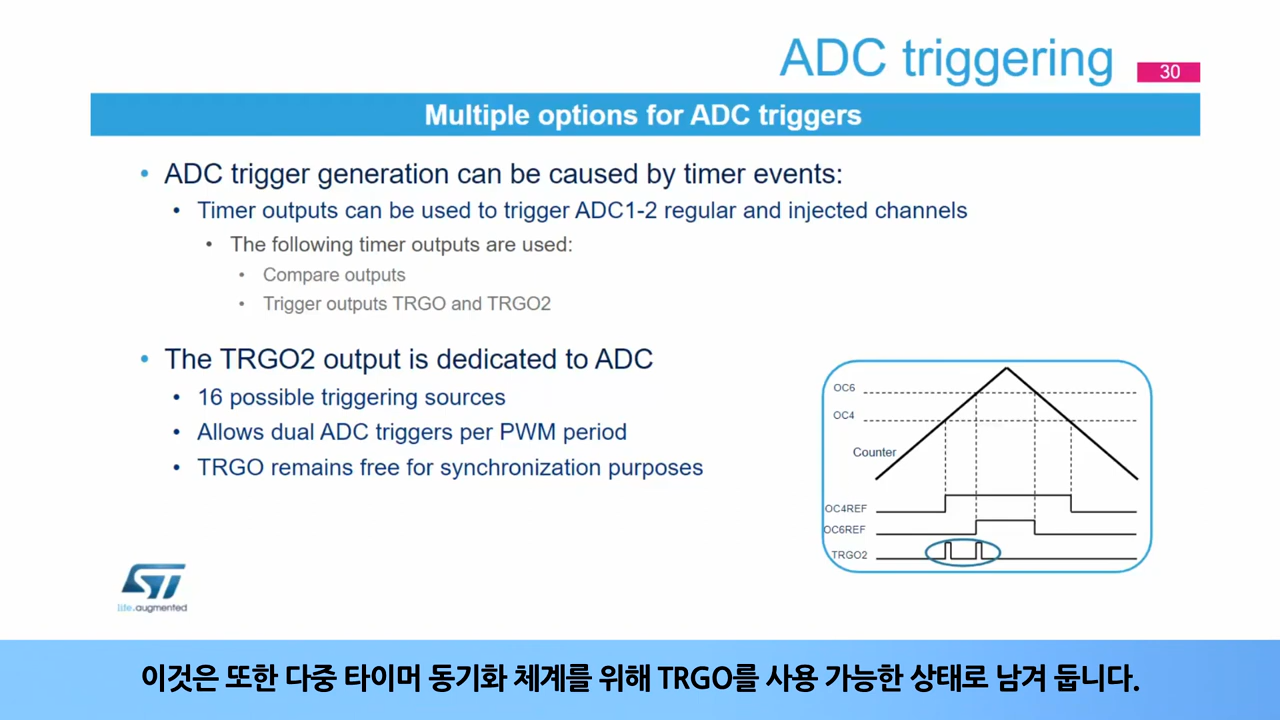 ADC triggering
30
Multiple options for ADC triggers
• ADC trigger generation can be caused by timer events:
• Timer outputs can be used to trigger ADC1-2 regular and injected channels
• The following timer outputs are used:
• Compare outputs
• Trigger outputs TRGO and TRGO2
• The TRGO2 output is dedicated to ADC
• 16 possible triggering sources
• Allows dual ADC triggers per PWM period
• TRGO remains free for synchronization purposes
OC6
OC4
Counter
OC4REF
OC6REF
TRGO2
ST
life.augmented
이것은 또한 다중 타이머 동기화 체계를 위해 TRGO를 사용 가능한 상태로 남겨 둡니다.